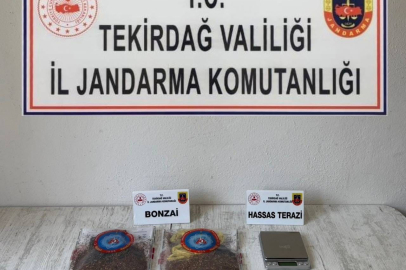 T.C.
TEKİRDAĞ VALİLİĞİ
İL JANDARMA KOMUTANLIĞI
BONZAİ
HASSAS TERAZİ